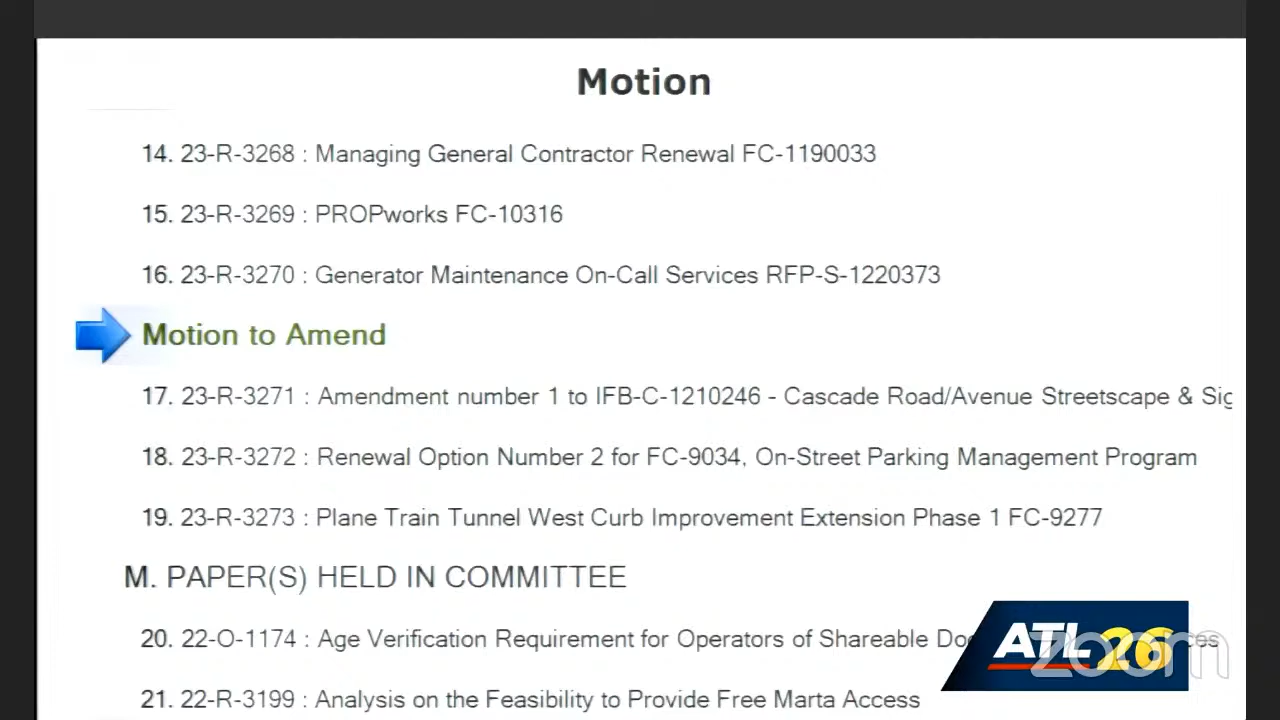 Motion
14. 23-R-3268 : Managing General Contractor Renewal FC-1190033
15. 23-R-3269 : PROPworks FC-10316
16. 23-R-3270 : Generator Maintenance On-Call Services RFP-S-1220373
Motion to Amend
17. 23-R-3271 : Amendment number 1 to IFB-C-1210246 - Cascade Road/Avenue Streetscape &
18. 23-R-3272 : Renewal Option Number 2 for FC-9034, On-Street Parking Management Program
19. 23-R-3273 : Plane Train Tunnel West Curb Improvement Extension Phase 1 FC-9277
M. PAPER(S) HELD IN COMMITTEE
20. 22-O-1174 : Age Verification Requirement for Operators of Shareable
21. 22-R-3199 : Analysis on the Feasibility to Provide Free Marta Access
ATL 26
zoom